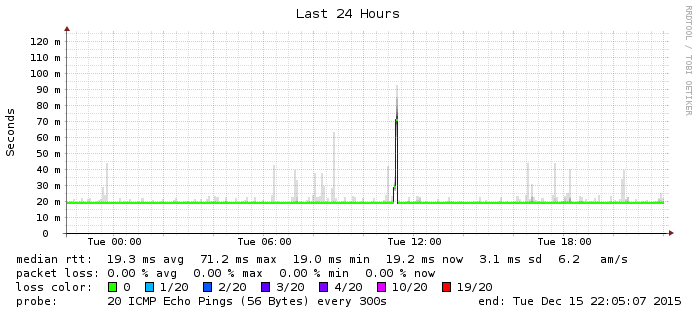 Last 24 Hours
RRDTOOL / TOBI OETIKER
Seconds
120 m
110 m
100 m
90 m
80 m
70 m
60 m
50 m
40 m
30 m
20 m
10 m
0
Tue 00:00 Tue 06:00 Tue 12:00 Tue 18:00
median rtt: 19.3 ms avg 71.2 ms max 19.0 ms min 19.2 ms now 3.1 ms sd 6.2 am/s
packet loss: 0.00 % avg 0.00 % max 0.00 % min 0.00 % now
loss color: 0 1/20 2/20 3/20 4/20 10/20 19/20
probe: 20 ICMP Echo Pings (56 Bytes) every 300s end: Tue Dec 15 22:05:07 2015